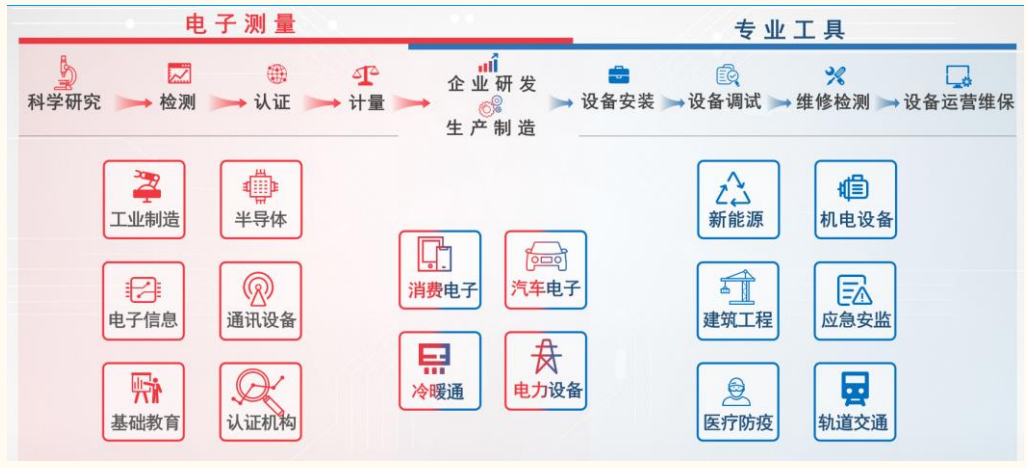 电子测量
专业工具
科学研究
检测
认证
计量
企业研发
生产制造
设备安装
设备调试
维修检测
设备运营维保
工业制造
半导体
新能源
机电设备
消费电子
汽车电子
电子信息
通讯设备
建筑工程
应急安监
冷暖通
电力设备
基础教育
认证机构
医疗防疫
轨道交通